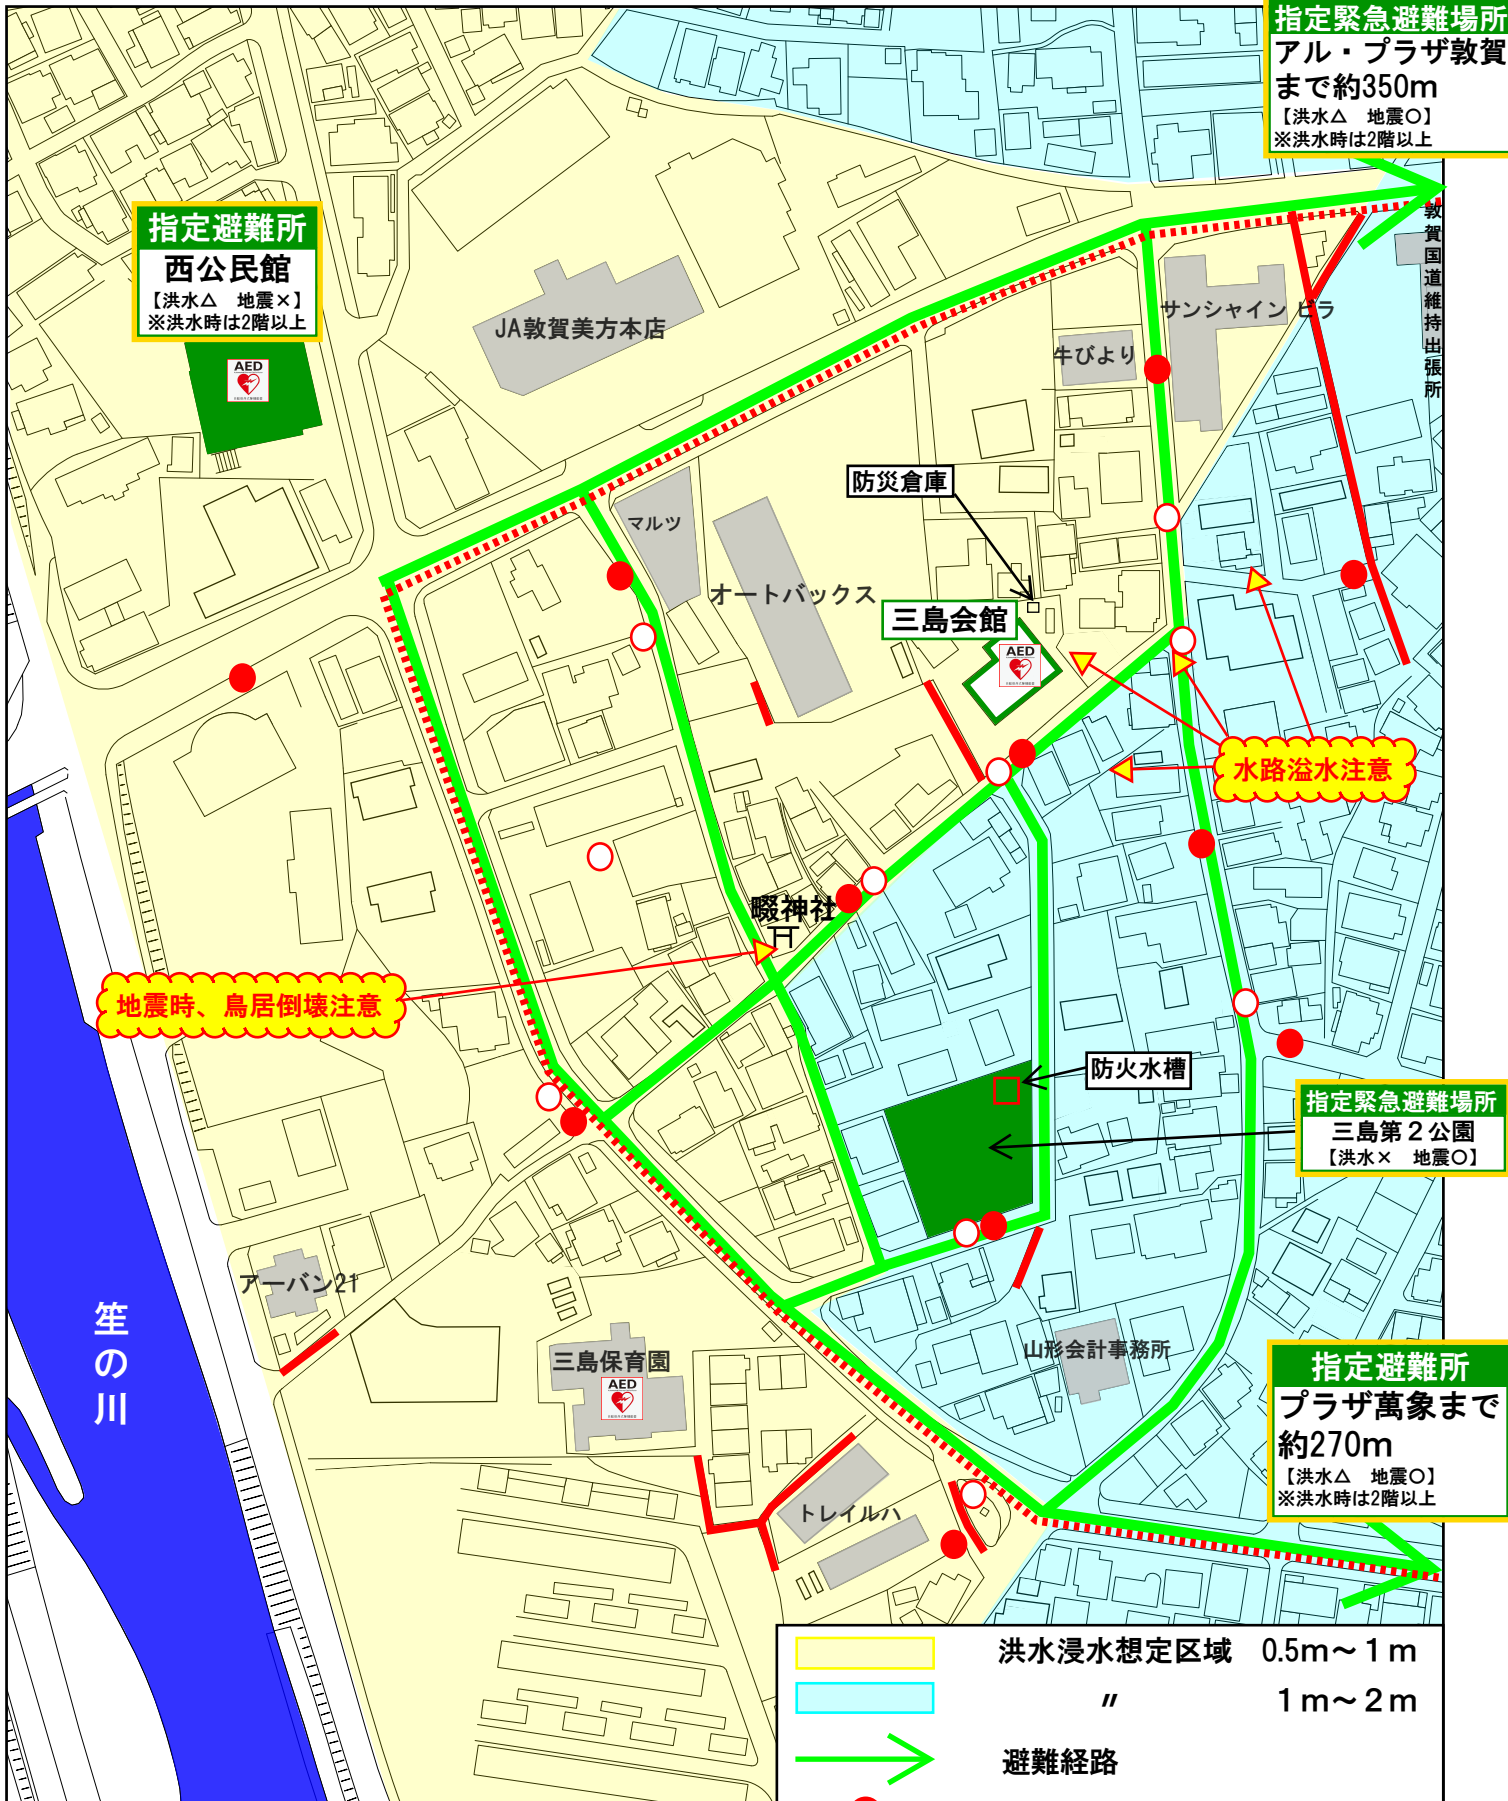 指定緊急避難場所
アル・プラザ敦賀
まで約350m
【洪水△　地震○】
※洪水時は2階以上
敦賀国道維持出張所
指定避難所
西公民館
【洪水△　地震×】
※洪水時は2階以上
AED
JA敦賀美方本店
サンシャイン ビラ
牛びより
防災倉庫
マルツ
オートバックス
三島会館
AED
水路溢水注意
畷神社
地震時、鳥居倒壊注意
防火水槽
指定緊急避難場所
三島第２公園
【洪水×　地震○】
アーバン21
笙の川
三島保育園
AED
山形会計事務所
指定避難所
プラザ萬象まで
約270m
【洪水△　地震○】
※洪水時は2階以上
トレイルハ
洪水浸水想定区域　0.5m～１ｍ
〃　１ｍ～２ｍ
避難経路